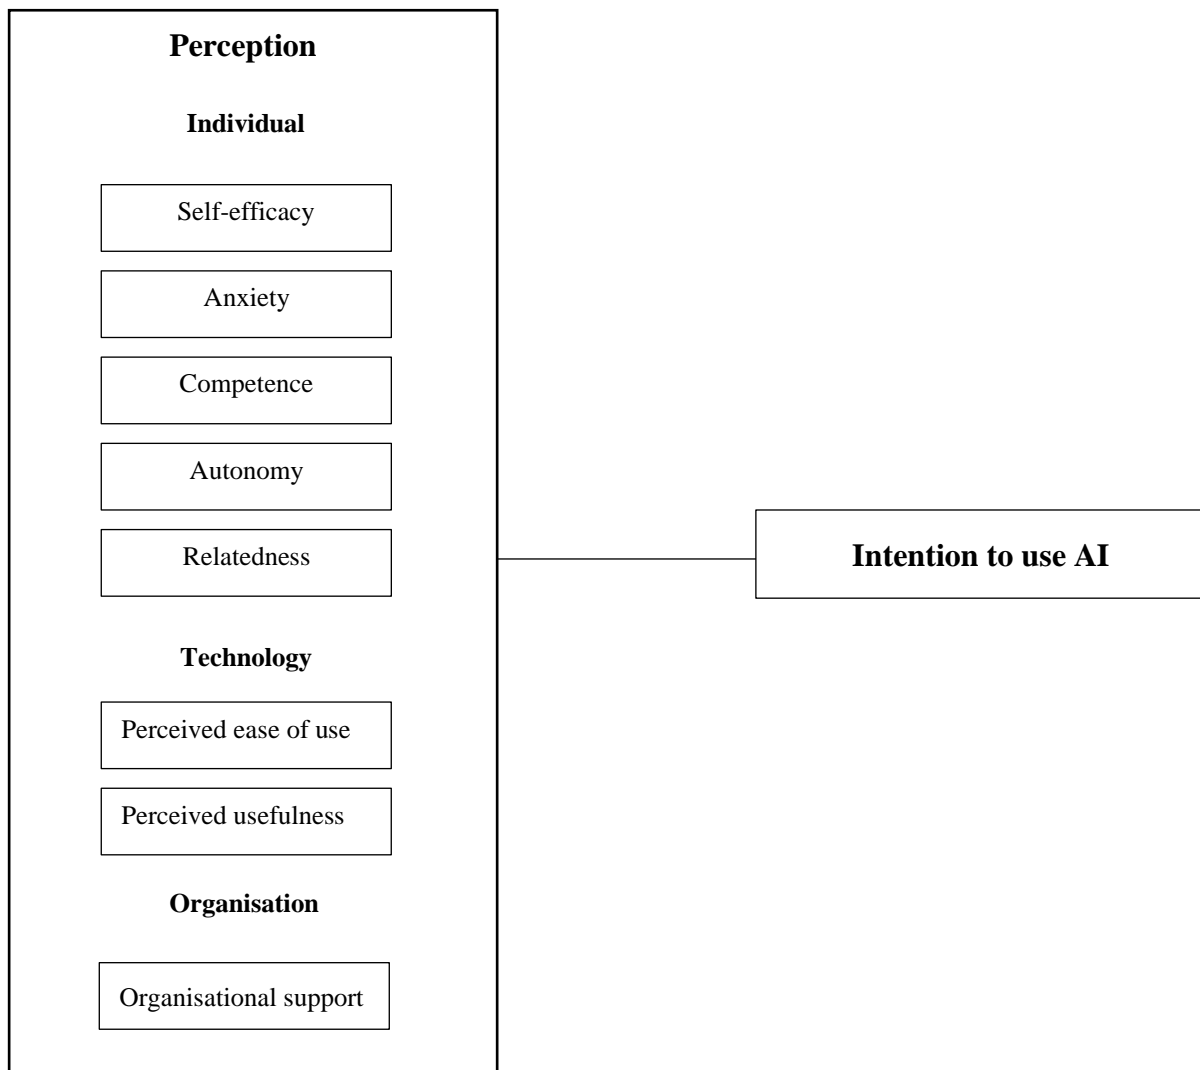 Perception
Individual
Self-efficacy
Anxiety
Competence
Autonomy
Relatedness
Intention to use AI
Technology
Perceived ease of use
Perceived usefulness
Organisation
Organisational support